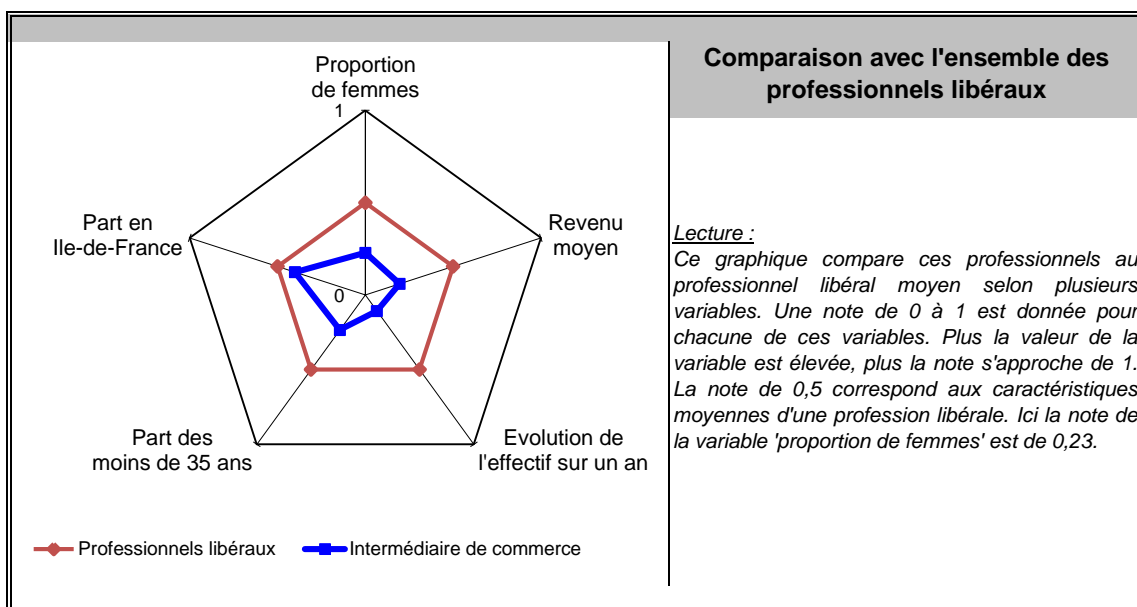 Comparaison avec l'ensemble des
professionnels libéraux
Proportion
de femmes
1
Part en
Ile-de-France
Revenu
moyen
0
Part des
moins de 35 ans
Evolution de
l'effectif sur un an
Professionnels libéraux
Intermédiaire de commerce
Lecture :
Ce graphique compare ces professionnels au
professionnel libéral moyen selon plusieurs
variables. Une note de 0 à 1 est donnée pour
chacune de ces variables. Plus la valeur de la
variable est élevée, plus la note s'approche de 1.
La note de 0,5 correspond aux caractéristiques
moyennes d'une profession libérale. Ici la note de
la variable 'proportion de femmes' est de 0,23.